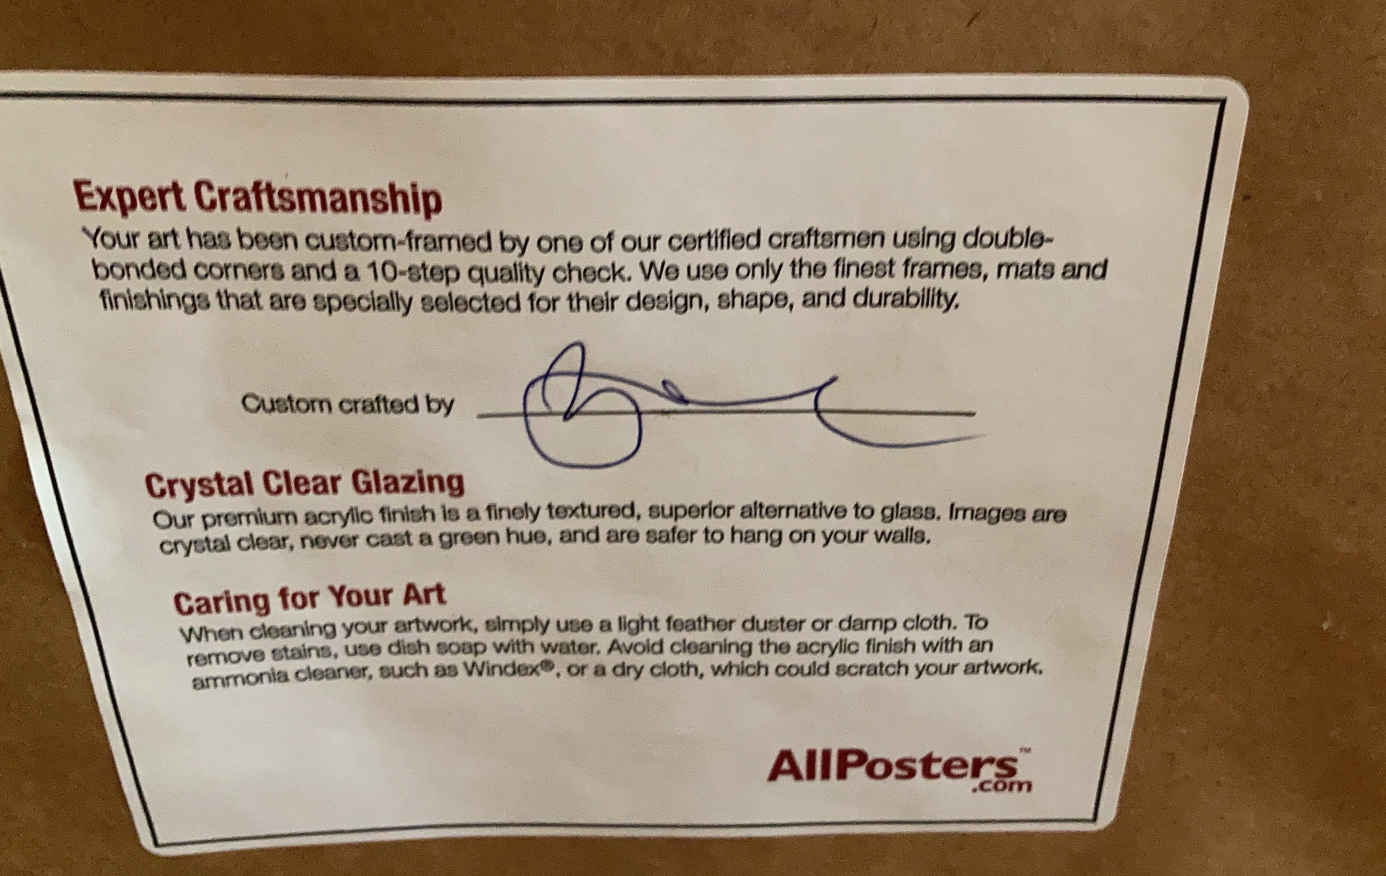 Expert Craftsmanship
Your art has been custom-framed by one of our certified craftsmen using double-
bonded corners and a 10-step quality check. We use only the finest frames, mats and
finishings that are specially selected for their design, shape, and durability.
Custom crafted by
Crystal Clear Glazing
Our premium acrylic finish is a finely textured, superior alternative to glass. Images are
crystal clear, never cast a green hue, and are safer to hang on your walls.
Caring for Your Art
When cleaning your artwork, simply use a light feather duster or damp cloth. To
remove stains, use dish soap with water. Avoid cleaning the acrylic finish with an
ammonia cleaner, such as Windex®, or a dry cloth, which could scratch your artwork.
AllPosters™
.com